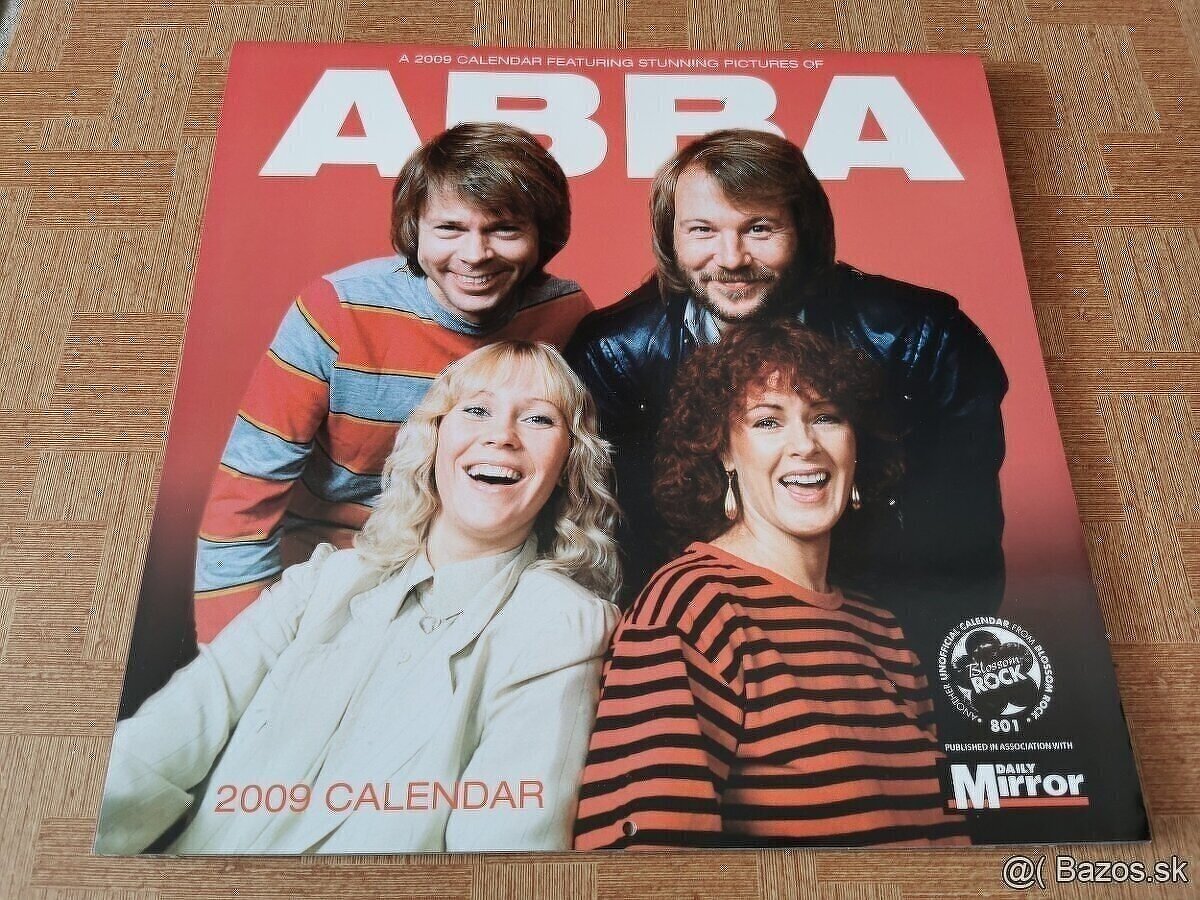 A 2009 CALENDAR FEATURING STUNNING PICTURES OF
ABBA
ANOTHER UNOFFICIAL CALENDAR FROM BLOSSOM ROCK
Blossom
ROCK
801
PUBLISHED IN ASSOCIATION WITH
DAILY
Mirror
2009 CALENDAR
@( Bazos.sk